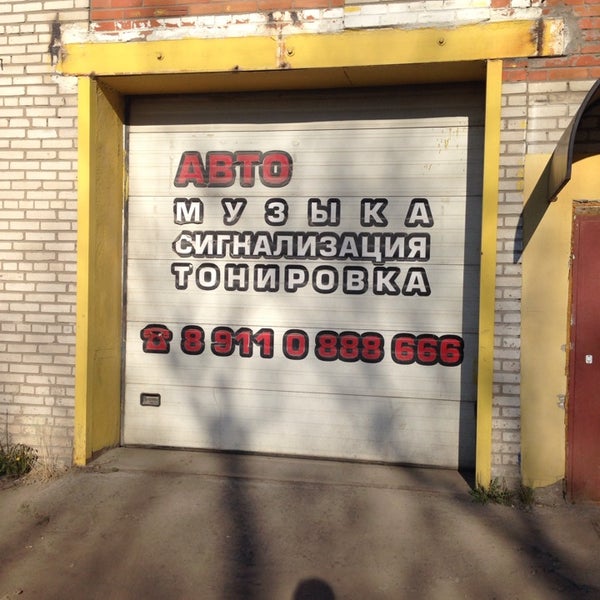 АВТО
МУЗЫКА
СИГНАЛИЗАЦИЯ
ТОНИРОВКА
☎ 8 911 0 888 666